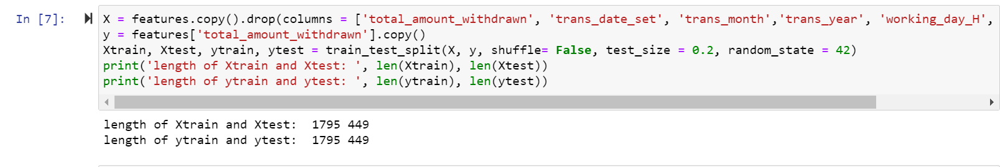 In [7]:
X = features.copy().drop(columns = ['total_amount_withdrawn', 'trans_date_set', 'trans_month','trans_year', 'working_day_H',
y = features['total_amount_withdrawn'].copy()
Xtrain, Xtest, ytrain, ytest = train_test_split(X, y, shuffle= False, test_size = 0.2, random_state = 42)
print('length of Xtrain and Xtest: ', len(Xtrain), len(Xtest))
print('length of ytrain and ytest: ', len(ytrain), len(ytest))
length of Xtrain and Xtest:  1795 449
length of ytrain and ytest:  1795 449